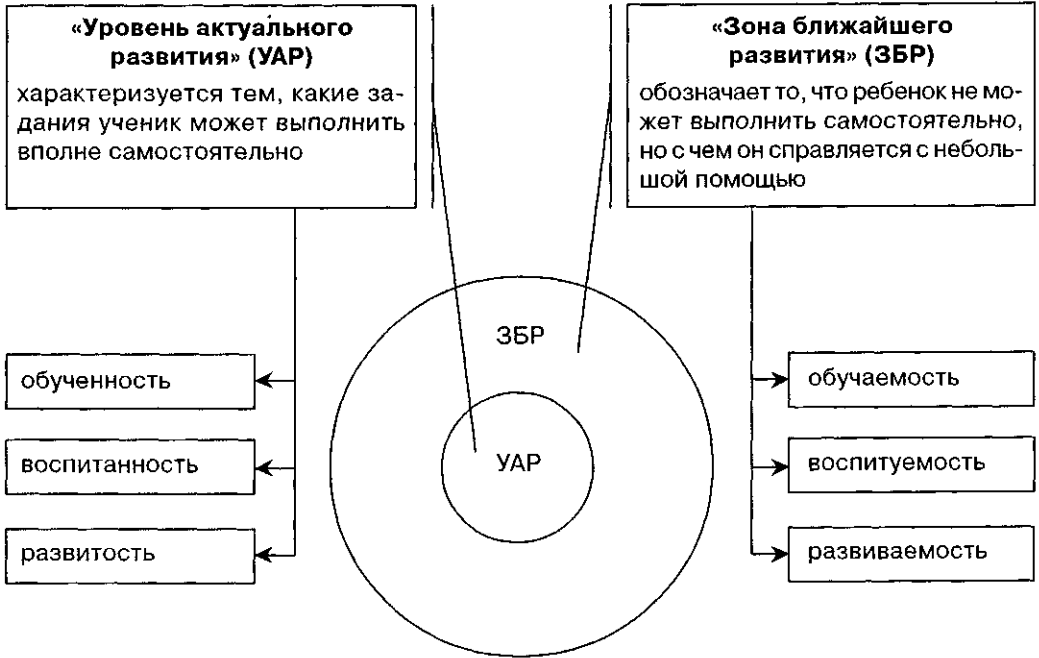 «Уровень актуального
развития» (УАР)
характеризуется тем, какие за-
дания ученик может выполнить
вполне самостоятельно
«Зона ближайшего
развития» (ЗБР)
обозначает то, что ребенок не мо-
жет выполнить самостоятельно,
но с чем он справляется с неболь-
шой помощью
ЗБР
УАР
обученность
воспитанность
развитость
обучаемость
воспитуемость
развиваемость